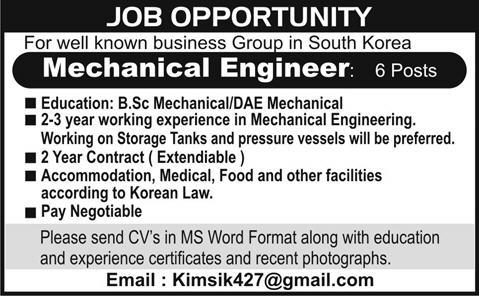 JOB OPPORTUNITY
For well known business Group in South Korea
Mechanical Engineer: 6 Posts
■ Education: B.Sc Mechanical/DAE Mechanical
■ 2-3 year working experience in Mechanical Engineering.
Working on Storage Tanks and pressure vessels will be preferred.
■ 2 Year Contract ( Extendiable )
■ Accommodation, Medical, Food and other facilities
according to Korean Law.
■ Pay Negotiable
Please send CV's in MS Word Format along with education
and experience certificates and recent photographs.
Email : Kimsik427@gmail.com